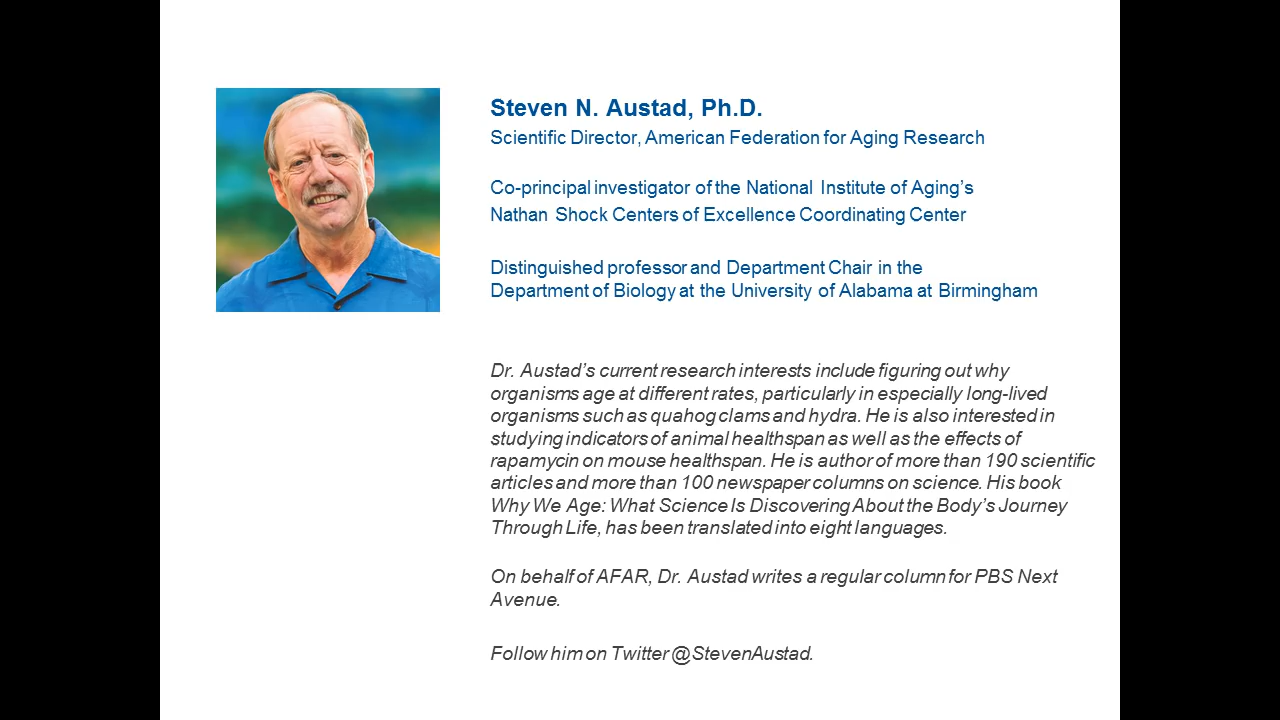 Steven N. Austad, Ph.D.
Scientific Director, American Federation for Aging Research
Co-principal investigator of the National Institute of Aging’s
Nathan Shock Centers of Excellence Coordinating Center
Distinguished professor and Department Chair in the
Department of Biology at the University of Alabama at Birmingham
Dr. Austad’s current research interests include figuring out why
organisms age at different rates, particularly in especially long-lived
organisms such as quahog clams and hydra. He is also interested in
studying indicators of animal healthspan as well as the effects of
rapamycin on mouse healthspan. He is author of more than 190 scientific
articles and more than 100 newspaper columns on science. His book
Why We Age: What Science Is Discovering About the Body’s Journey
Through Life, has been translated into eight languages.
On behalf of AFAR, Dr. Austad writes a regular column for PBS Next
Avenue.
Follow him on Twitter @StevenAustad.